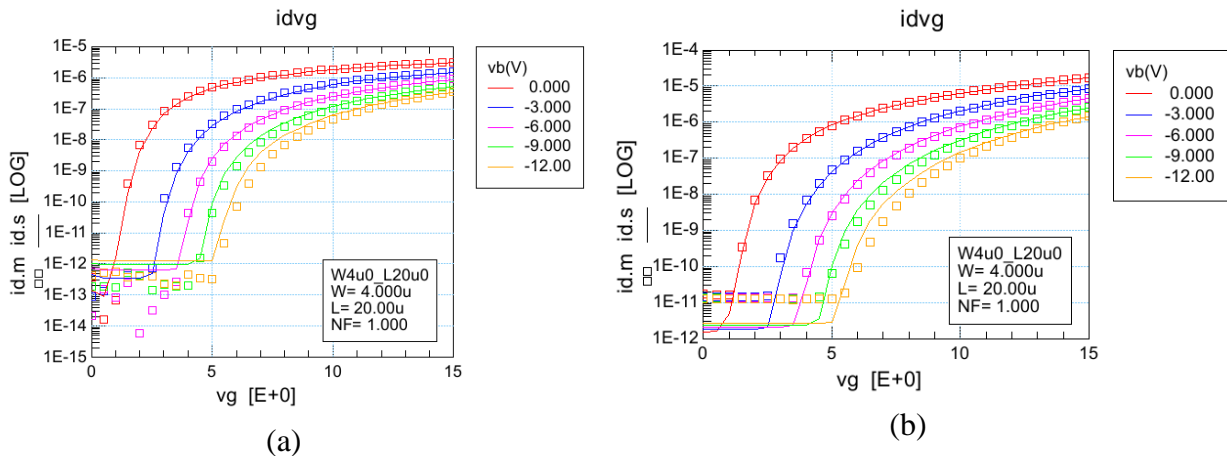 idvg
1E-5
1E-6
1E-7
1E-8
1E-9
1E-10
1E-11
1E-12
1E-13
1E-14
1E-15
id.m id.s [LOG]
0 5 10 15
vg [E+0]
W4u0_L20u0
W= 4.000u
L= 20.00u
NF= 1.000
vb(V)
0.000
-3.000
-6.000
-9.000
-12.00
(a)
idvg
1E-4
1E-5
1E-6
1E-7
1E-8
1E-9
1E-10
1E-11
1E-12
id.m id.s [LOG]
0 5 10 15
vg [E+0]
W4u0_L20u0
W= 4.000u
L= 20.00u
NF= 1.000
vb(V)
0.000
-3.000
-6.000
-9.000
-12.00
(b)